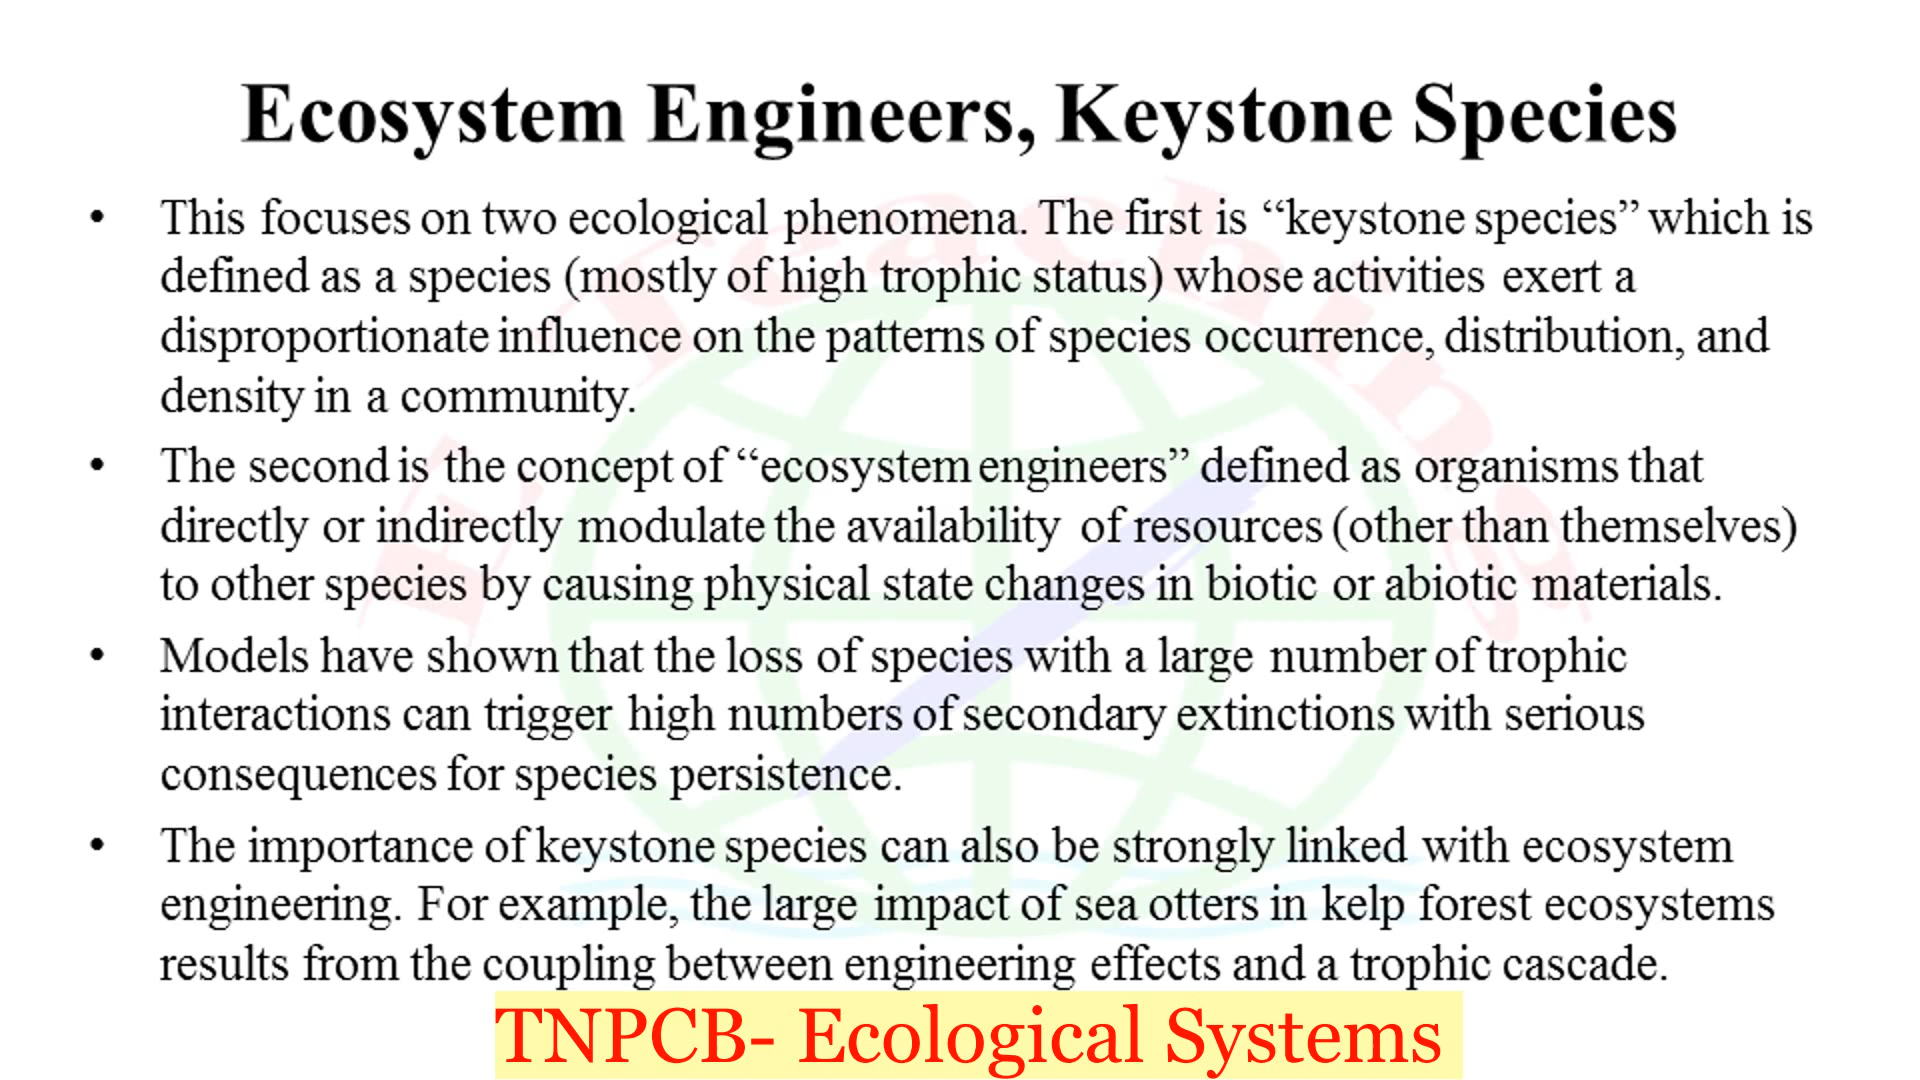 Ecosystem Engineers, Keystone Species
• This focuses on two ecological phenomena. The first is “keystone species” which is
defined as a species (mostly of high trophic status) whose activities exert a
disproportionate influence on the patterns of species occurrence, distribution, and
density in a community.
• The second is the concept of “ecosystem engineers” defined as organisms that
directly or indirectly modulate the availability of resources (other than themselves)
to other species by causing physical state changes in biotic or abiotic materials.
• Models have shown that the loss of species with a large number of trophic
interactions can trigger high numbers of secondary extinctions with serious
consequences for species persistence.
• The importance of keystone species can also be strongly linked with ecosystem
engineering. For example, the large impact of sea otters in kelp forest ecosystems
results from the coupling between engineering effects and a trophic cascade.
TNPCB- Ecological Systems